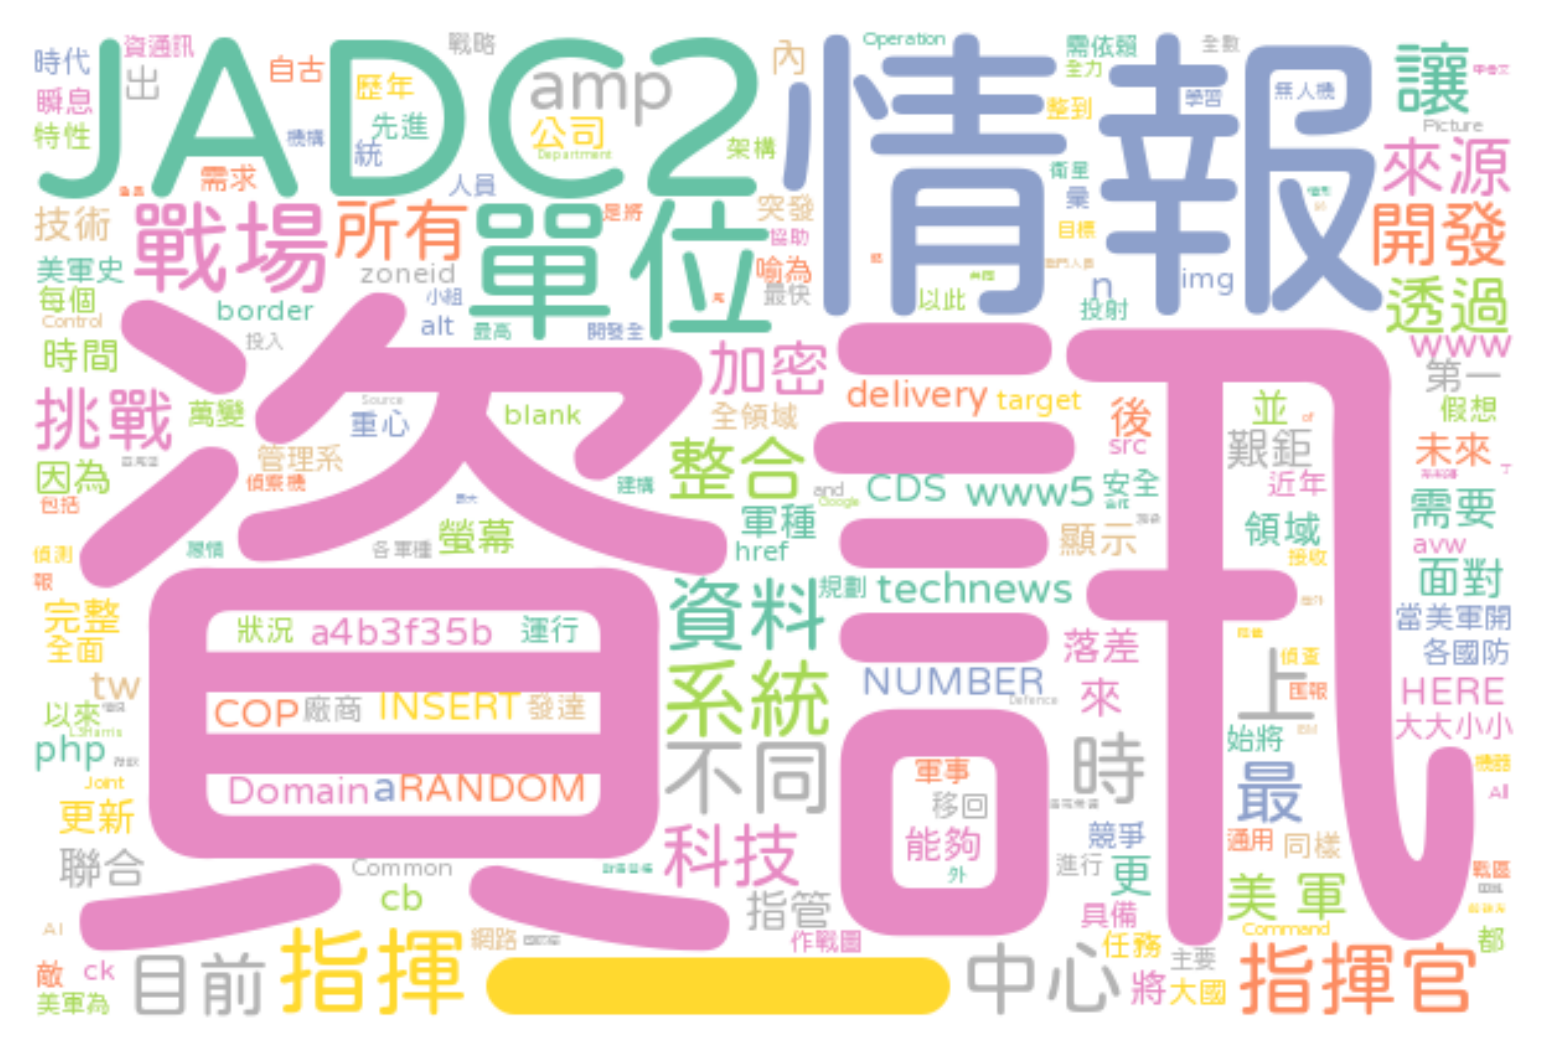 時代
資通訊
戰略
Operation
需依賴
全數
JADC2
情報
讓
出
自古
歷年
amp
內
全力
瞬息
學習
無人機
整到
特性
機構
先進
統
公司
Department
架構
Picture
來源
需求
人員
衛星
彙
技術
戰場
所有
單位
是將
突發
協助
目標
開發
美軍史
zoneid
喻為
最快
n
img
每個
小組
以此
投射
透過
Control
border
alt
最高
開發全
投入
時間
資訊
加密
www
第一
挑戰
萬變
Source
重心
blank
全領域
delivery
target
後
並
of
假想
src
艱鉅
未來
因為
管理系
整合
包括
偵察機
建構
and
Google
CDS
www5
安全
近年
需要
軍種
領域
偵測
各軍種
螢幕
href
顯示
avw
接收
報
資料
規劃
technews
面對
完整
狀況
a4b3f35b
運行
當美軍開
全面
落差
偵查
各國防
tw
系統
NUMBER
Defence
來
上
HERE
COP
廠商
INSERT
發達
以來
L3Harris
大大小小
始將
php
不同
時
軍事
Joint
Domain
a
RANDOM
移回
最
機器
AI
更新
科技
能夠
競爭
通用
同樣
聯合
Common
外
進行
更
戰區
cb
指管
美軍
具備
AI
指揮
網路
作戰圖
任務
Command
都
敵
ck
目前
一
中心
主要
指揮官
美軍為
將
大國